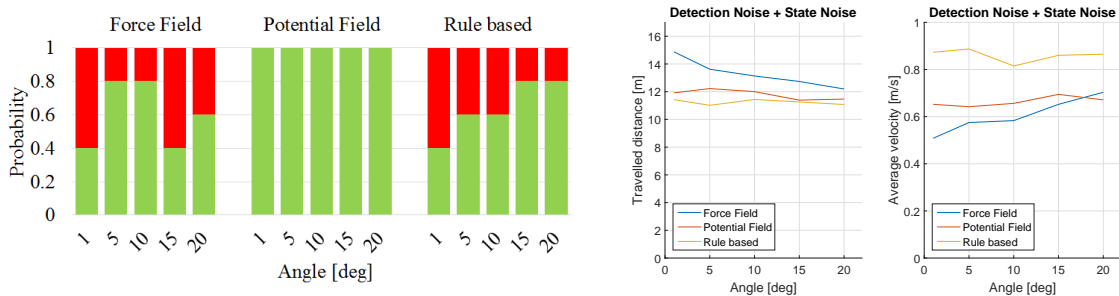 Force Field Potential Field Rule based
Probability
1
0.8
0.6
0.4
0.2
0
1 5 10 15 20 1 5 10 15 20 1 5 10 15 20
Angle [deg]
Detection Noise + State Noise
Travelled distance [m]
16
14
12
10
8
6
4
2
0
Force Field
Potential Field
Rule based
0 5 10 15 20
Angle [deg]
Detection Noise + State Noise
Average velocity [m/s]
1
0.8
0.6
0.4
0.2
0
Force Field
Potential Field
Rule based
0 5 10 15 20
Angle [deg]